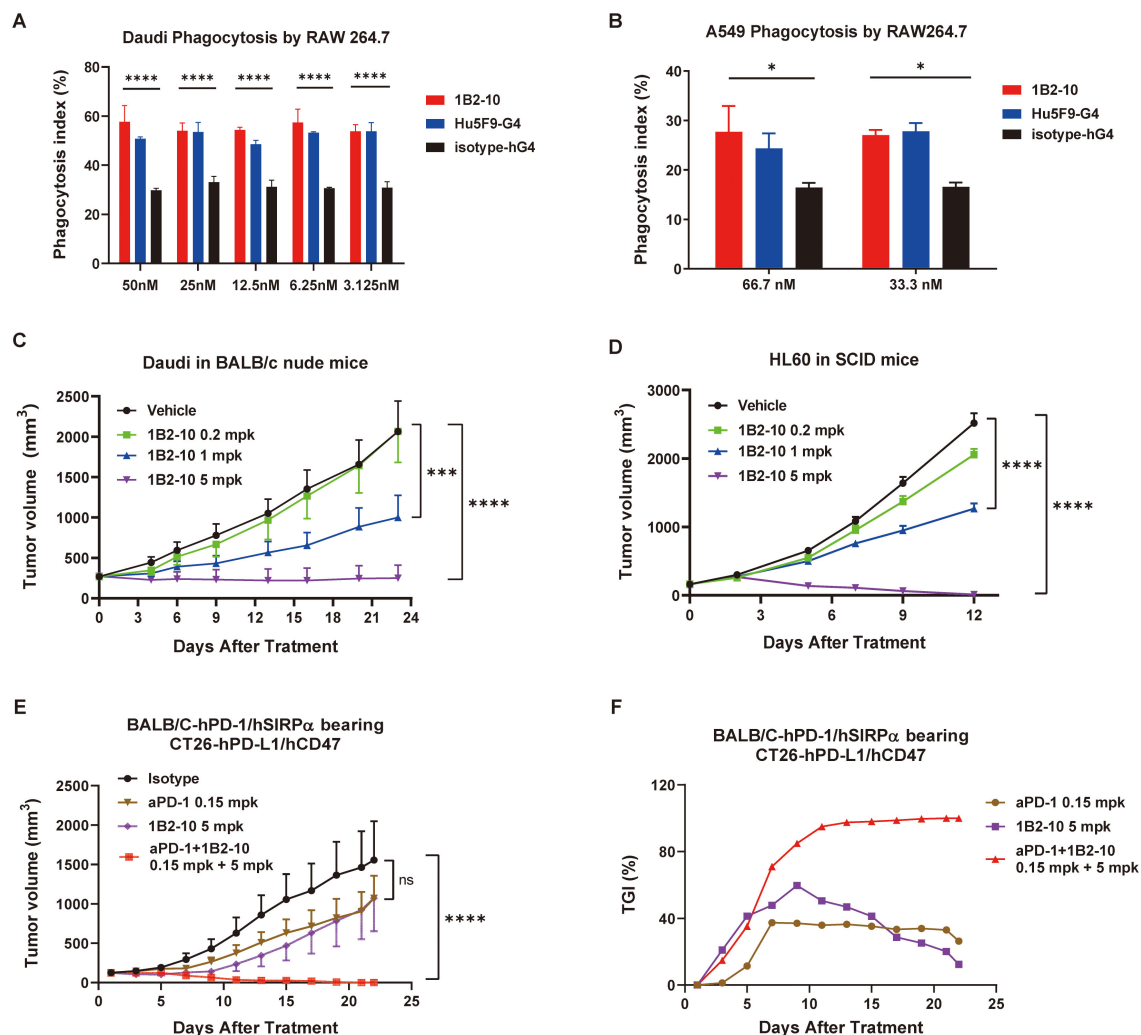 A
Daudi Phagocytosis by RAW 264.7
Phagocytosis index (%)
80
60
40
20
0
**** **** **** **** ****
50nM 25nM 12.5nM 6.25nM 3.125nM
1B2-10
Hu5F9-G4
isotype-hG4
B
A549 Phagocytosis by RAW264.7
Phagocytosis index (%)
40
30
20
10
0
* *
66.7 nM 33.3 nM
1B2-10
Hu5F9-G4
isotype-hG4
C
Daudi in BALB/c nude mice
Tumor volume (mm³)
2500
2000
1500
1000
500
0
Vehicle
1B2-10 0.2 mpk
1B2-10 1 mpk
1B2-10 5 mpk
***
****
0 3 6 9 12 15 18 21 24
Days After Tratment
D
HL60 in SCID mice
Tumor volume (mm³)
3000
2000
1000
0
Vehicle
1B2-10 0.2 mpk
1B2-10 1 mpk
1B2-10 5 mpk
****
****
0 3 6 9 12
Days After Tratment
E
BALB/C-hPD-1/hSIRPα bearing
CT26-hPD-L1/hCD47
Tumor volume (mm³)
2500
2000
1500
1000
500
0
Isotype
aPD-1 0.15 mpk
1B2-10 5 mpk
aPD-1+1B2-10
0.15 mpk + 5 mpk
ns
****
0 5 10 15 20 25
Days After Treatment
F
BALB/C-hPD-1/hSIRPα bearing
CT26-hPD-L1/hCD47
TGI (%)
120
80
40
0
aPD-1 0.15 mpk
1B2-10 5 mpk
aPD-1+1B2-10
0.15 mpk + 5 mpk
0 5 10 15 20 25
Days After Treatment